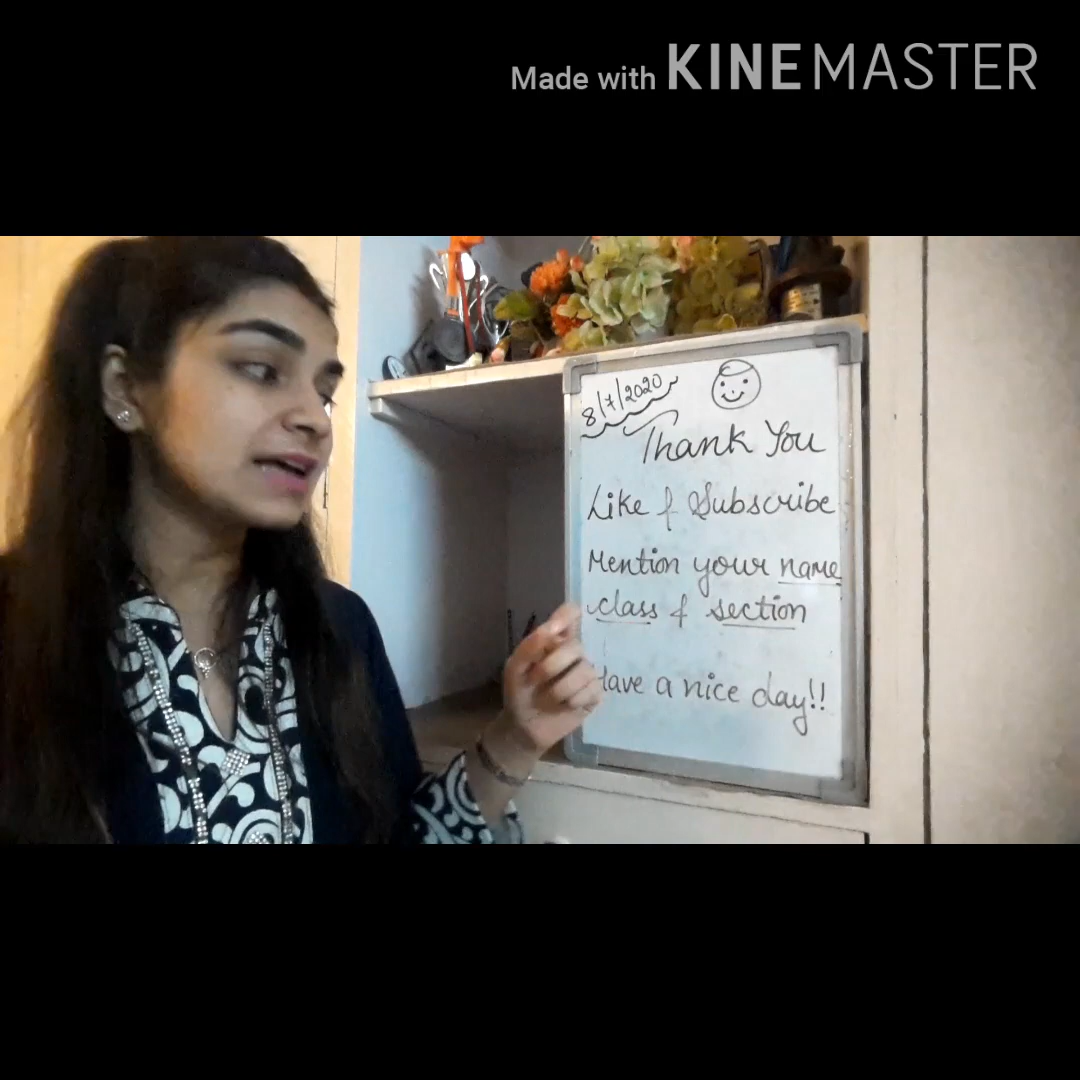 Made with KINEMASTER
8/7/2020
Thank You
Like & Subscribe
Mention your name
class & section
Have a nice day!!